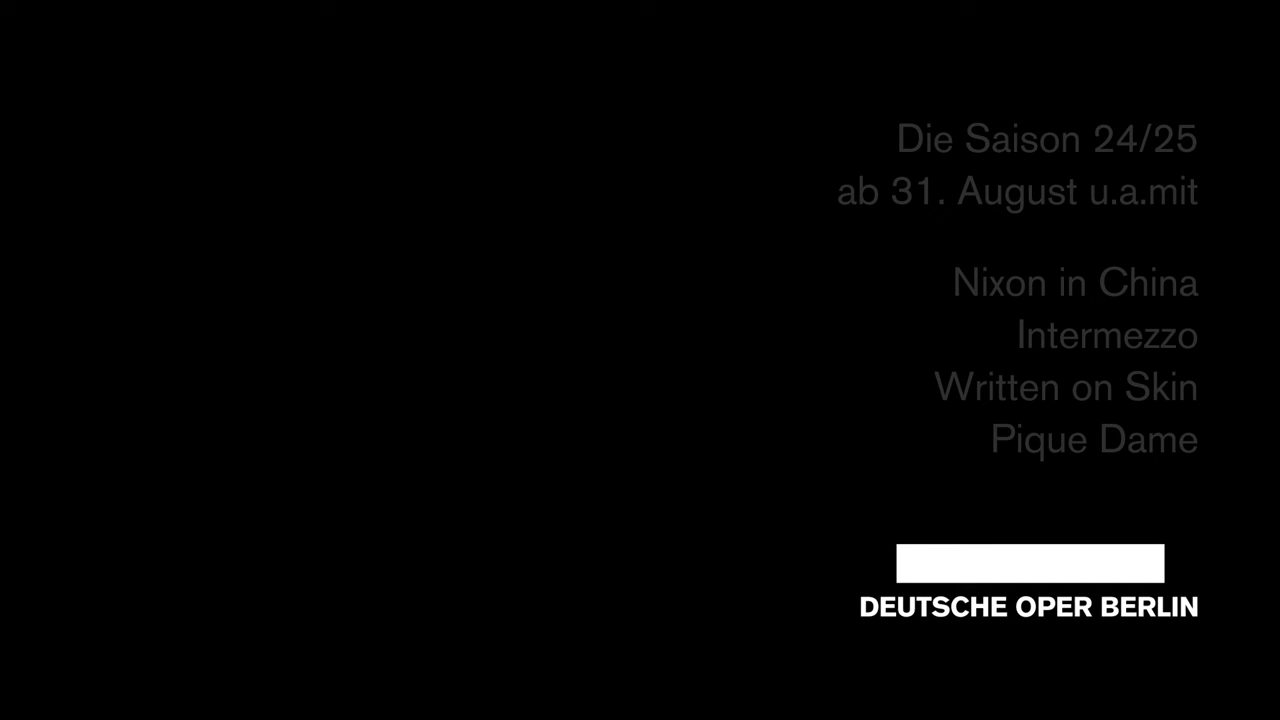 Die Saison 24/25
ab 31. August u.a.mit
Nixon in China
Intermezzo
Written on Skin
Pique Dame
DEUTSCHE OPER BERLIN